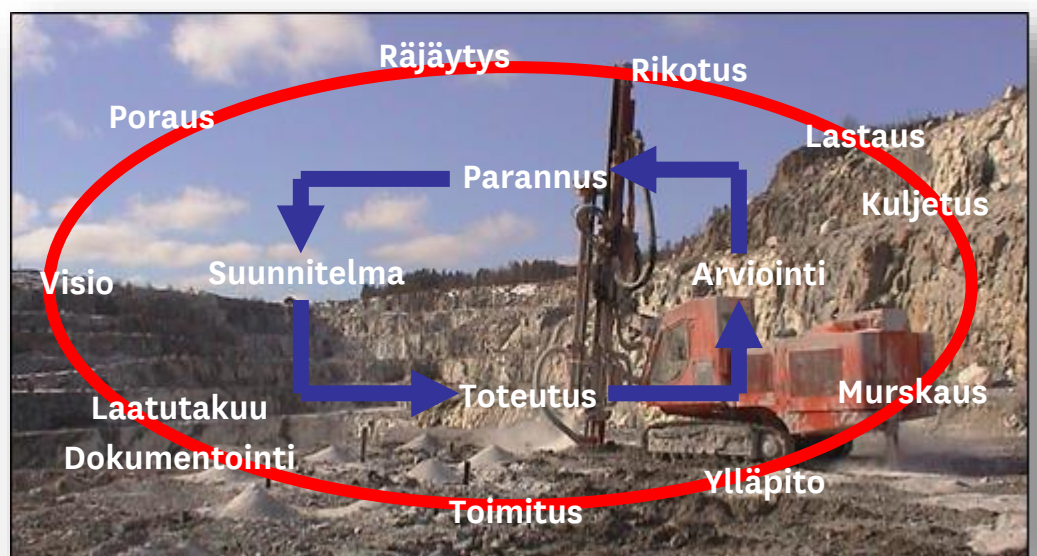 Räjäytys
Rikotus
Poraus
Lastaus
Parannus
Kuljetus
Visio
Suunnitelma
Arviointi
Laatutakuu
Toteutus
Murskaus
Dokumentointi
Ylläpito
Toimitus